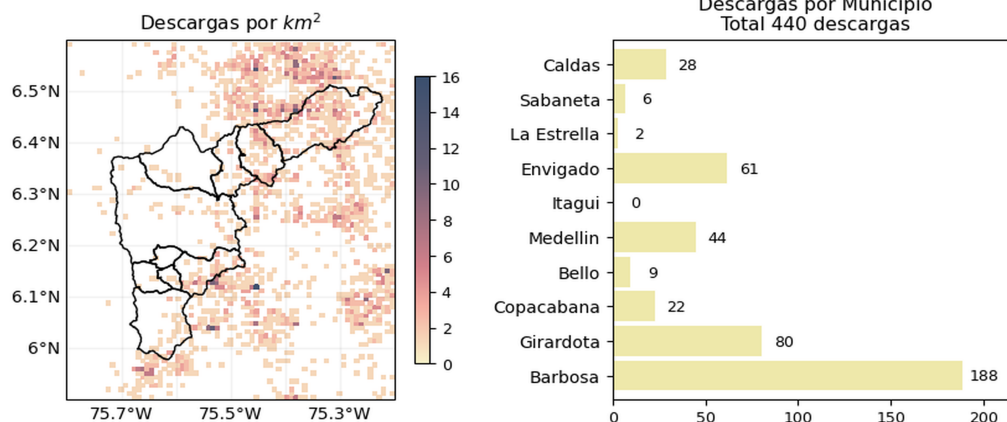 Descargas por km²
6.5°N
6.4°N
6.3°N
6.2°N
6.1°N
6°N
75.7°W
75.5°W
75.3°W
16
14
12
10
8
6
4
2
0
Descargas por Municipio
Total 440 descargas
Caldas 28
Sabaneta 6
La Estrella 2
Envigado 61
Itagui 0
Medellin 44
Bello 9
Copacabana 22
Girardota 80
Barbosa 188
0
50
100
150
200